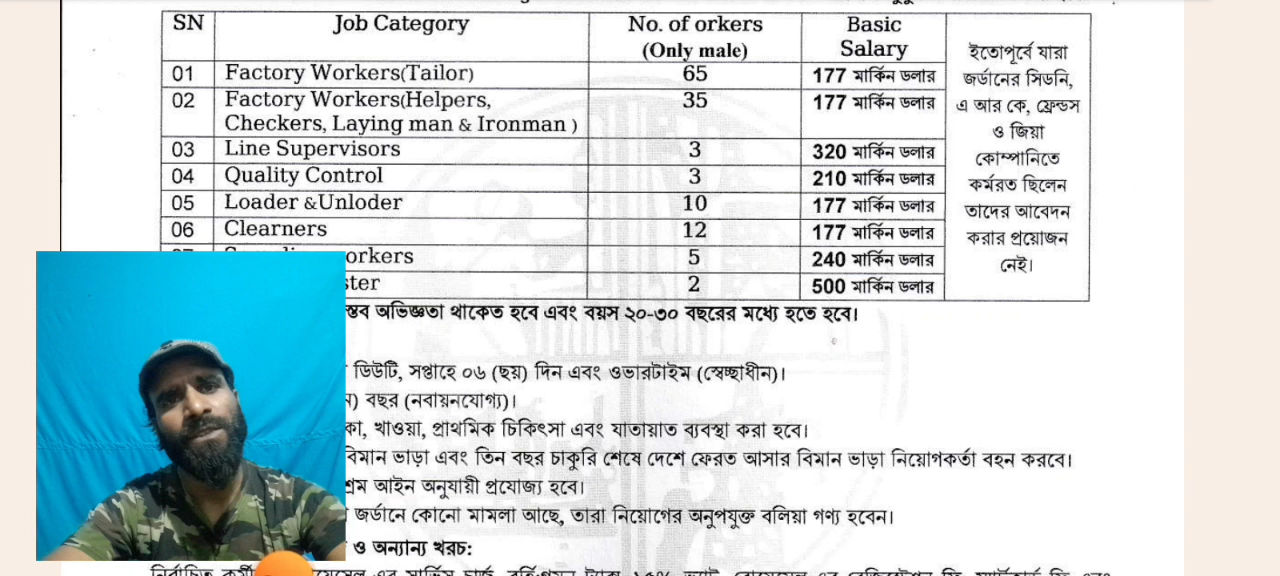 SN Job Category No. of orkers (Only male) Basic Salary
01 Factory Workers(Tailor) 65 177 মার্কিন ডলার
02 Factory Workers(Helpers, Checkers, Laying man & Ironman ) 35 177 মার্কিন ডলার
03 Line Supervisors 3 320 মার্কিন ডলার
04 Quality Control 3 210 মার্কিন ডলার
05 Loader &Unloder 10 177 মার্কিন ডলার
06 Clearners 12 177 মার্কিন ডলার
orkers 5 240 মার্কিন ডলার
ster 2 500 মার্কিন ডলার
ইতোপূর্বে যারা
জর্ডানের সিডনি,
এ আর কে, ফ্রেন্ডস
ও জিয়া
কোম্পানিতে
কর্মরত ছিলেন
তাদের আবেদন
করার প্রয়োজন
নেই।
অভিজ্ঞতা থাকেত হবে এবং বয়স ২০-৩০ বছরের মধ্যে হতে হবে।
ডিউটি, সপ্তাহে ০৬ (ছয়) দিন এবং ওভারটাইম (স্বেচ্ছাধীন)।
বছর (নবায়নযোগ্য)।
কা, খাওয়া, প্রাথমিক চিকিৎসা এবং যাতায়াত ব্যবস্থা করা হবে।
বিমান ভাড়া এবং তিন বছর চাকুরি শেষে দেশে ফেরত আসার বিমান ভাড়া নিয়োগকর্তা বহন করবে।
শ্রম আইন অনুযায়ী প্রযোজ্য হবে।
জর্ডানে কোনো মামলা আছে, তারা নিয়োগের অনুপযুক্ত বলিয়া গণ্য হবেন।
ও অন্যান্য খরচ: